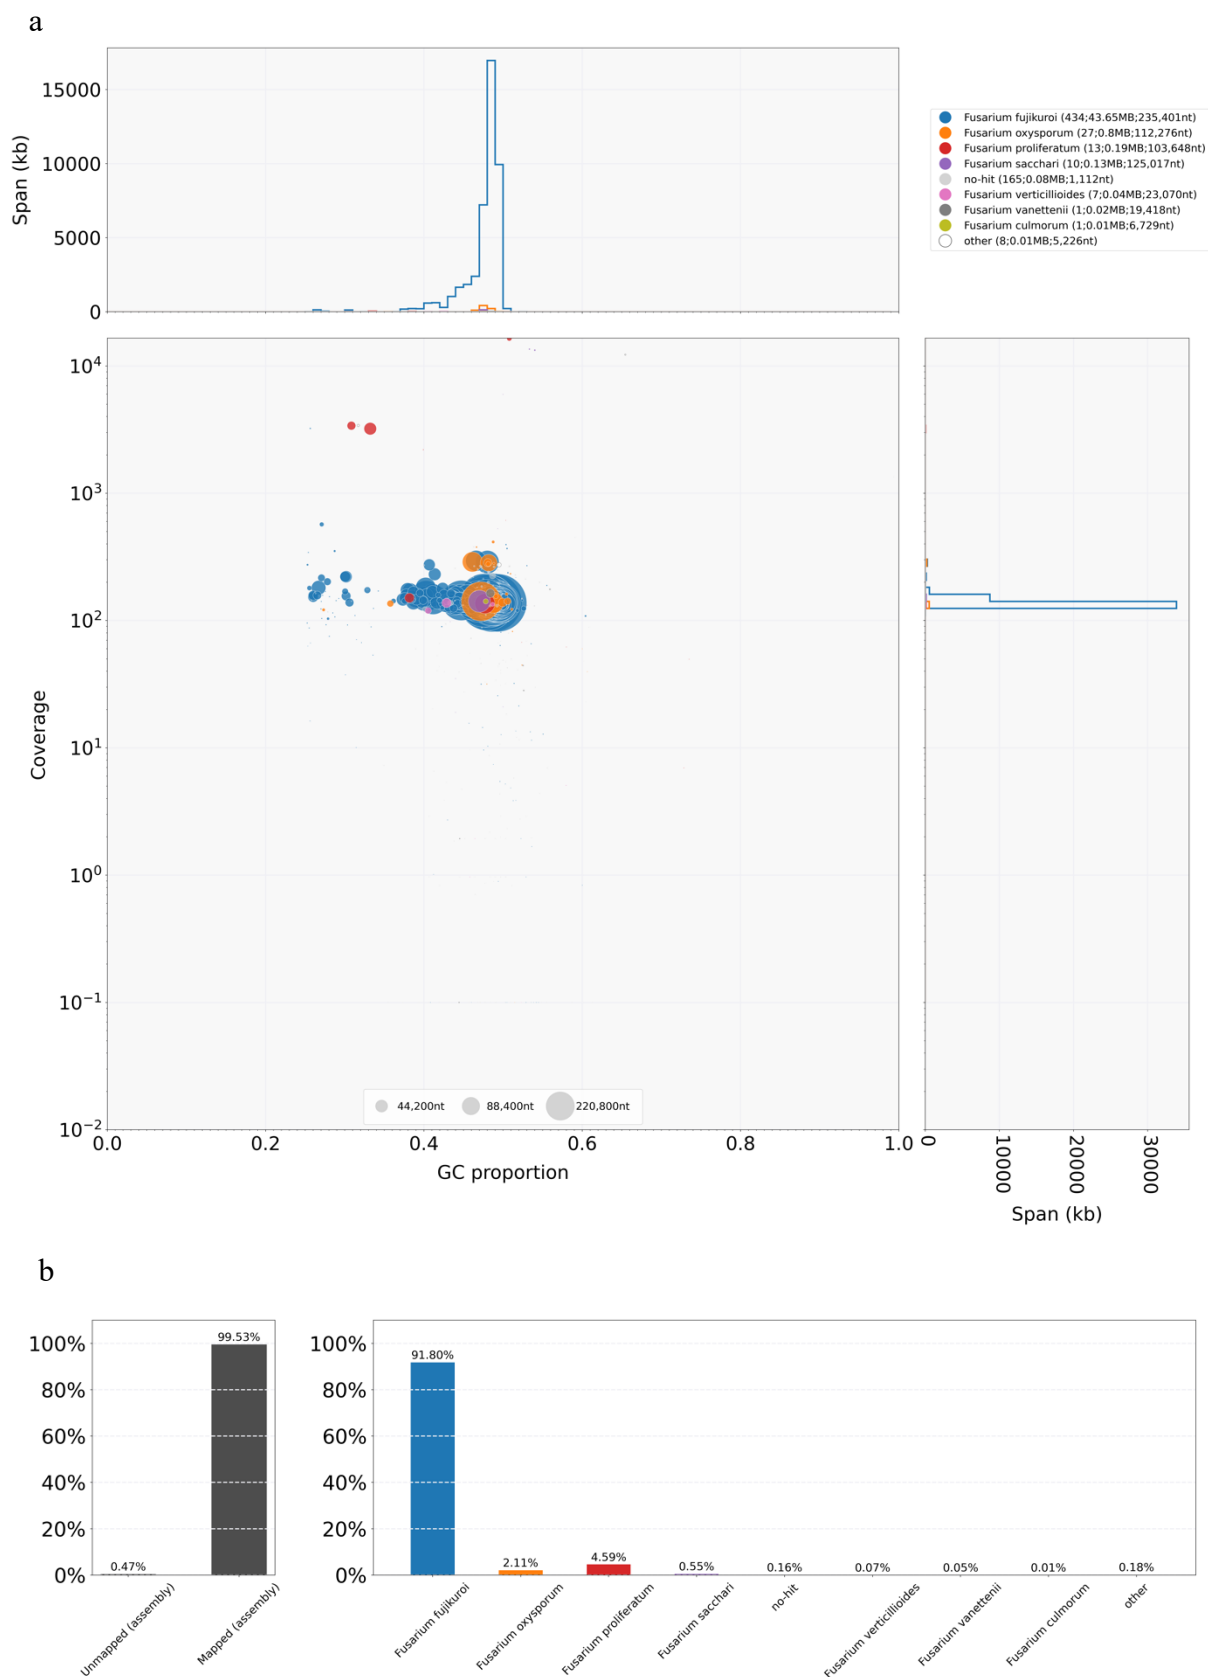 a
15000
10000
5000
0
Span (kb)
Fusarium fujikuroi (434;43.65MB;235,401nt)
Fusarium oxysporum (27;0.8MB;112,276nt)
Fusarium proliferatum (13;0.19MB;103,648nt)
Fusarium sacchari (10;0.13MB;125,017nt)
no-hit (165;0.08MB;1,112nt)
Fusarium verticillioides (7;0.04MB;23,070nt)
Fusarium vanettenii (1;0.02MB;19,418nt)
Fusarium culmorum (1;0.01MB;6,729nt)
other (8;0.01MB;5,226nt)
10⁴
10³
10²
10¹
10⁰
10⁻¹
10⁻²
Coverage
44,200nt 88,400nt 220,800nt
0.0 0.2 0.4 0.6 0.8 1.0
GC proportion
0 10000 20000 30000
Span (kb)
b
100%
80%
60%
40%
20%
0%
0.47% 99.53%
Unmapped (assembly)
Mapped (assembly)
100%
80%
60%
40%
20%
0%
91.80% 2.11% 4.59% 0.55% 0.16% 0.07% 0.05% 0.01% 0.18%
Fusarium fujikuroi
Fusarium oxysporum
Fusarium proliferatum
Fusarium sacchari
no-hit
Fusarium verticillioides
Fusarium vanettenii
Fusarium culmorum
other